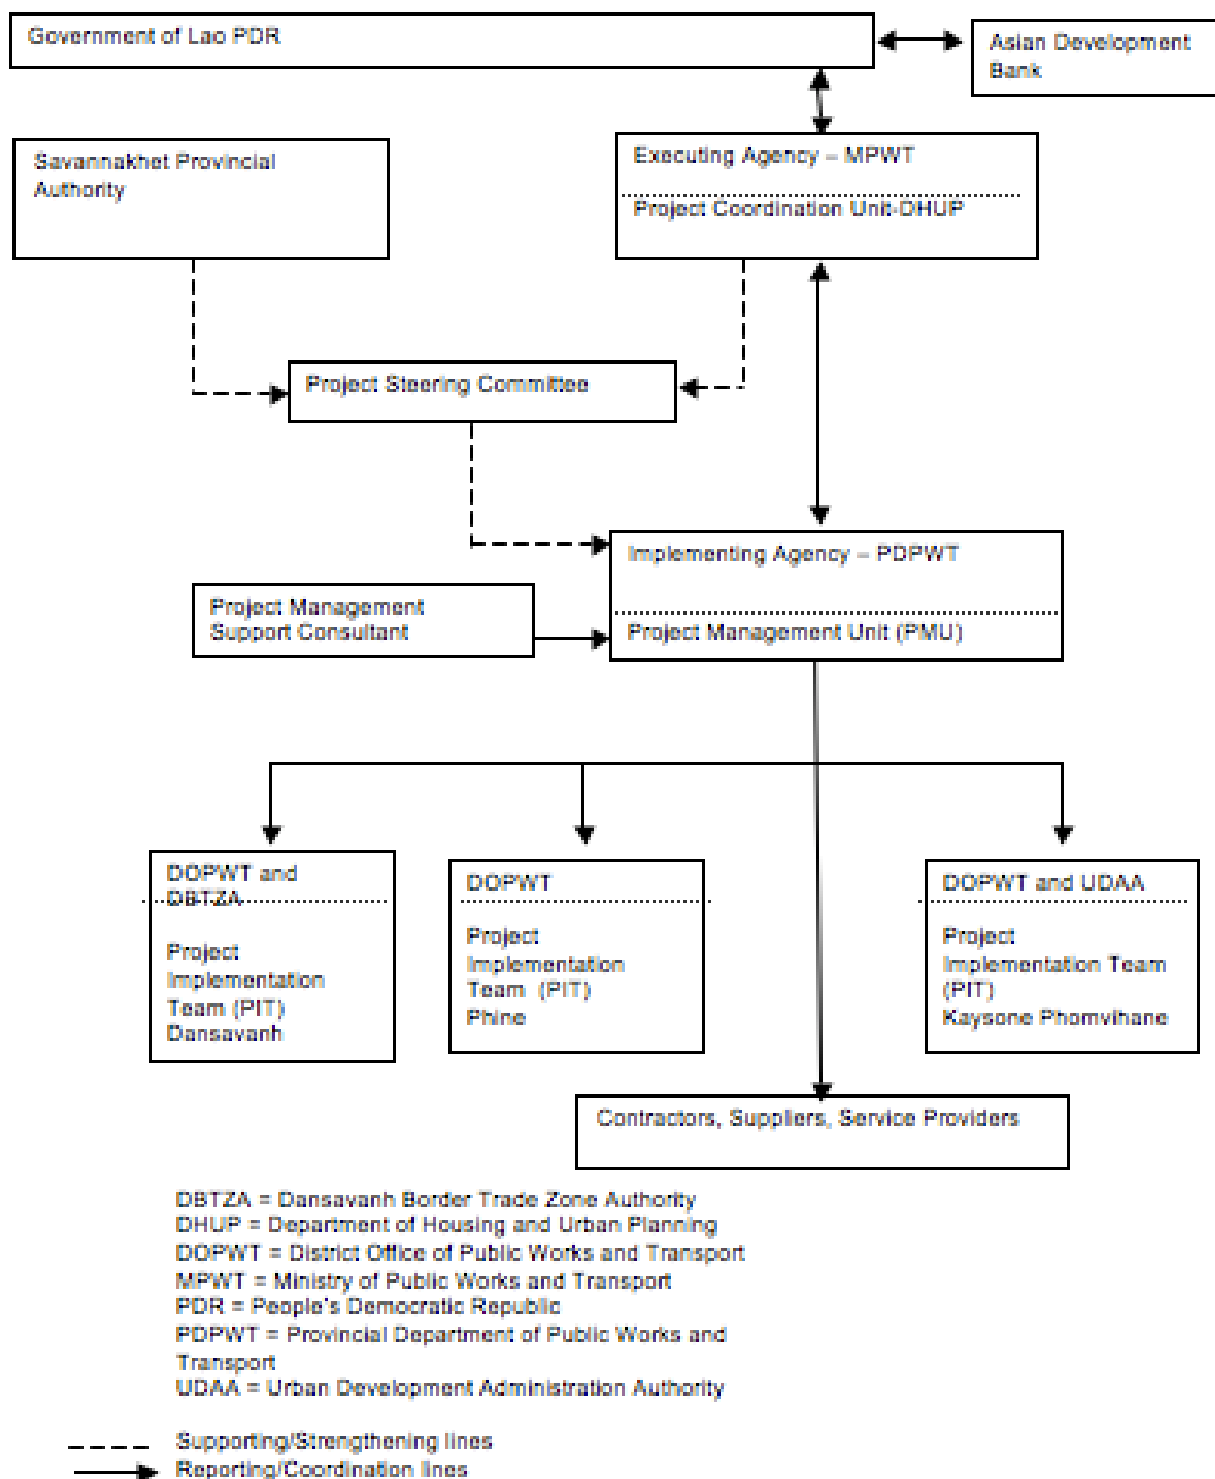 Government of Lao PDR
Asian Development
Bank
Savannakhet Provincial
Authority
Executing Agency – MPWT
Project Coordination Unit-DHUP
Project Steering Committee
Implementing Agency – PDPWT
Project Management Unit (PMU)
Project Management
Support Consultant
DOPWT and
DBTZA
Project
Implementation
Team (PIT)
Dansavanh
DOPWT
Project
Implementation
Team (PIT)
Phine
DOPWT and UDAA
Project
Implementation Team
(PIT)
Kaysone Phomvihane
Contractors, Suppliers, Service Providers
DBTZA = Dansavanh Border Trade Zone Authority
DHUP = Department of Housing and Urban Planning
DOPWT = District Office of Public Works and Transport
MPWT = Ministry of Public Works and Transport
PDR = People's Democratic Republic
PDPWT = Provincial Department of Public Works and
Transport
UDAA = Urban Development Administration Authority
Supporting/Strengthening lines
Reporting/Coordination lines